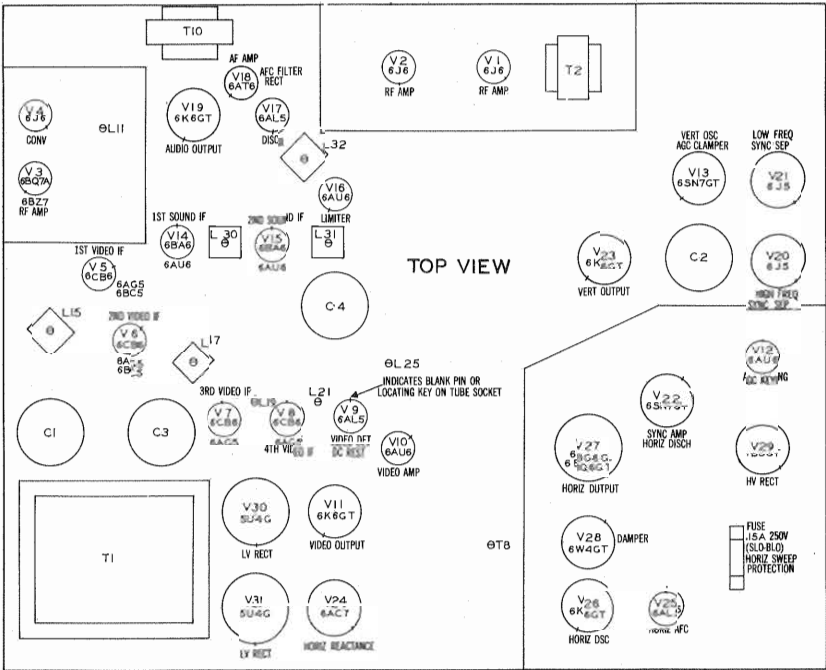 T10
V2
6J6
RF AMP
V1
6J6
RF AMP
T2
AF AMP
V18
6AT6
AFC FILTER
RECT
V19
6K6GT
AUDIO OUTPUT
V17
6AL5
V4
6J6
CONV
ΘL11
V3
6BQ7A
6BZ7
RF AMP
L32
V16
6AU6
LIMITER
1ST SOUND IF
V14
6BA6
6AU6
L30
V15
6BA6
6AU6
L31
VERT OSC
AGC CLAMPER
V13
6SN7GT
LOW FREQ
SYNC SEP
V21
6J5
1ST VIDEO IF
V5
6CB6
6AG5
6BC5
TOP VIEW
V23
VERT OUTPUT
C2
V20
6J5
HIGH FREQ
SYNC SEP
C4
L15
2ND VIDEO IF
V6
6CB6
L17
ΘL25
INDICATES BLANK PIN OR
LOCATING KEY ON TUBE SOCKET
V12
6AU6
C1
C3
3RD VIDEO IF
V7
6CB6
6AG5
ΘL19
V8
6CB6
4TH
L21
V9
6AL5
VIDEO DET
DC REST
V10
6AU6
VIDEO AMP
V22
SYNC AMP
HORIZ DISCH
V27
HORIZ OUTPUT
V29
HV RECT
T1
V30
5U4G
LV RECT
V11
6K6GT
VIDEO OUTPUT
ΘT8
V28
6W4GT
DAMPER
FUSE
.15A 250V
(SLO-BLO)
HORIZ SWEEP
PROTECTION
V31
5U4G
LV RECT
V24
6AC7
HORIZ REACTANCE
V26
HORIZ OSC
V25
HORIZ AFC